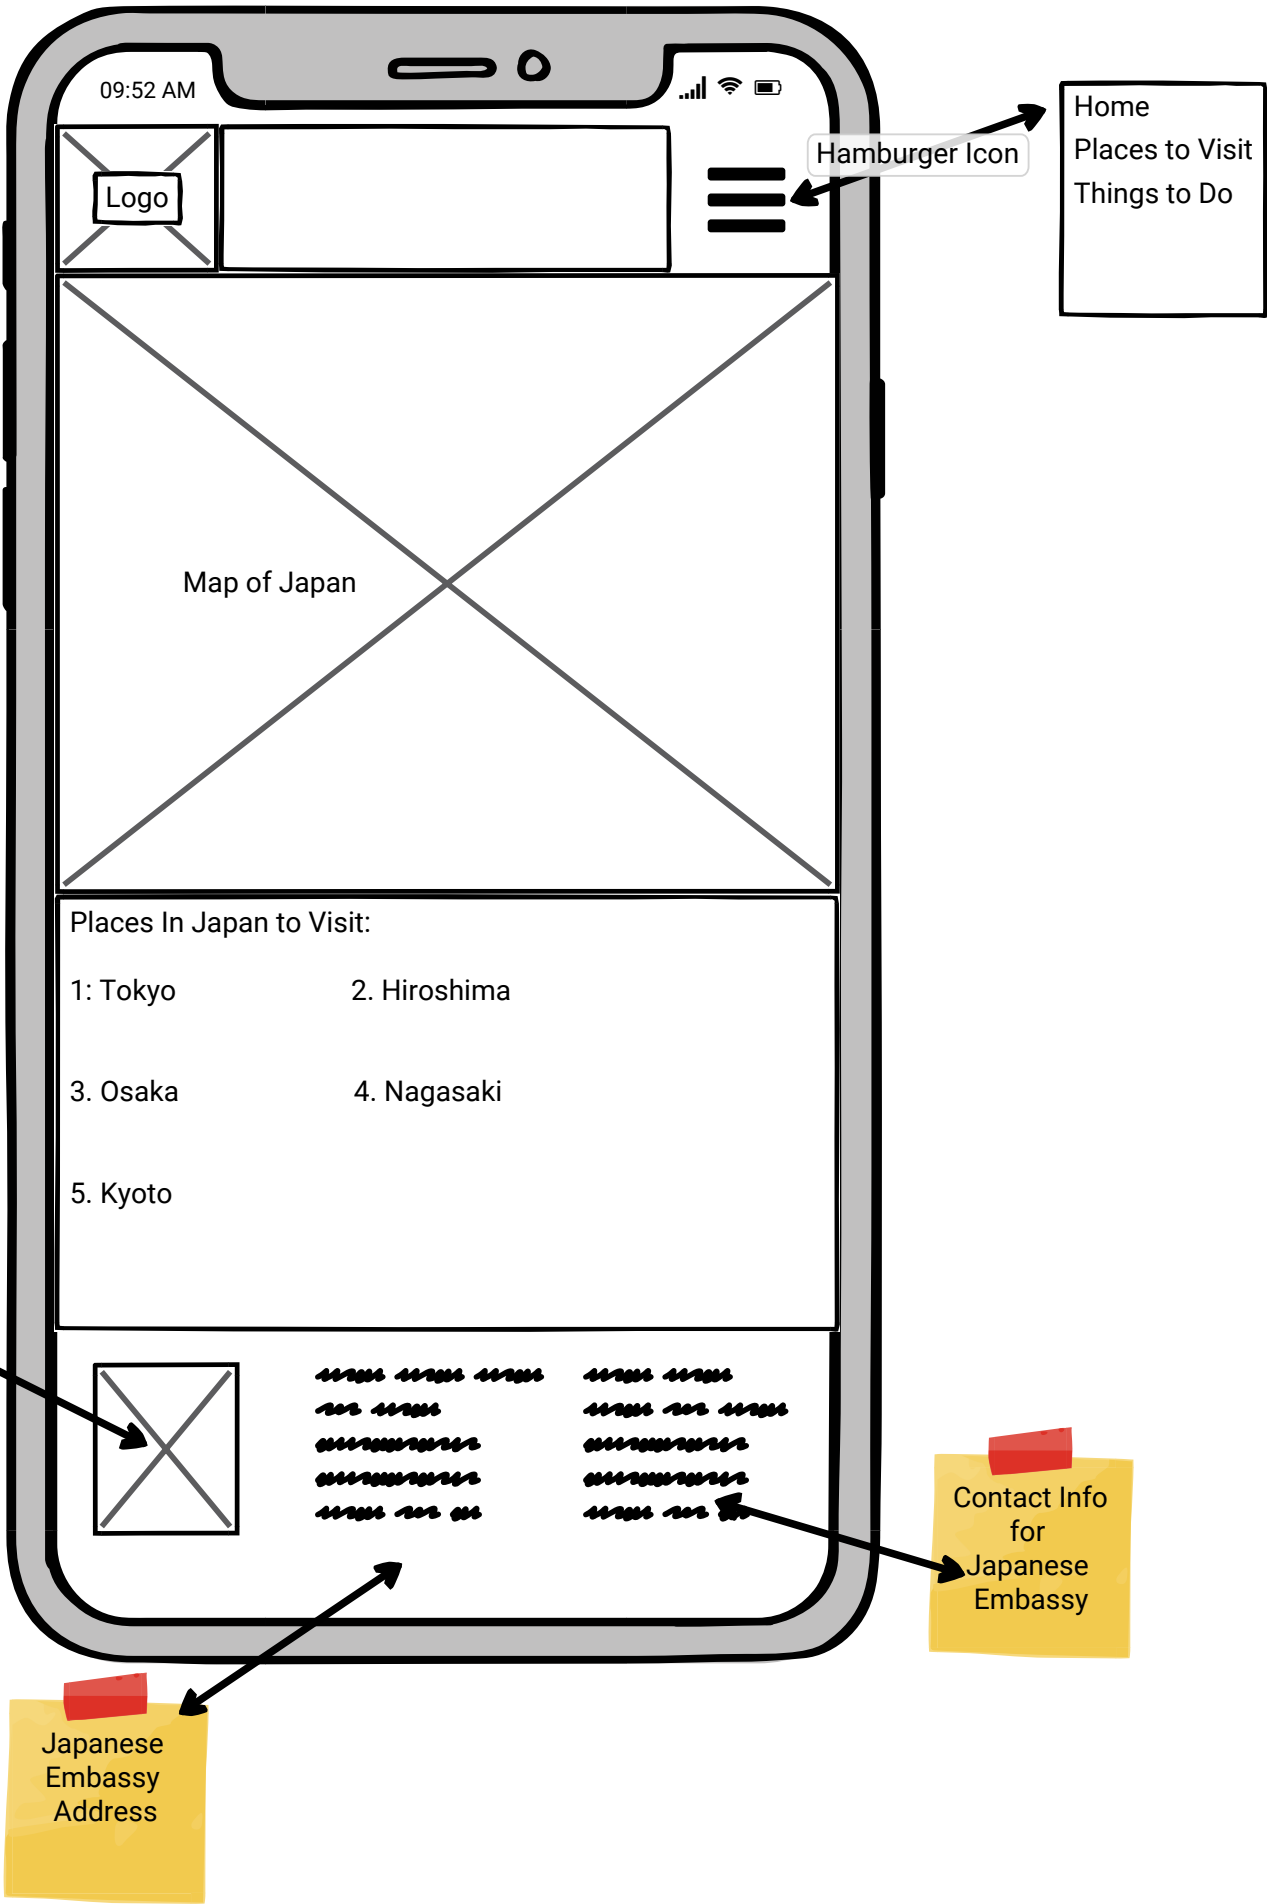 09:52 AM
Logo
Hamburger Icon
Home
Places to Visit
Things to Do
Map of Japan
Places In Japan to Visit:
1: Tokyo 2. Hiroshima
3. Osaka 4. Nagasaki
5. Kyoto
Contact Info
for
Japanese
Embassy
Japanese
Embassy
Address